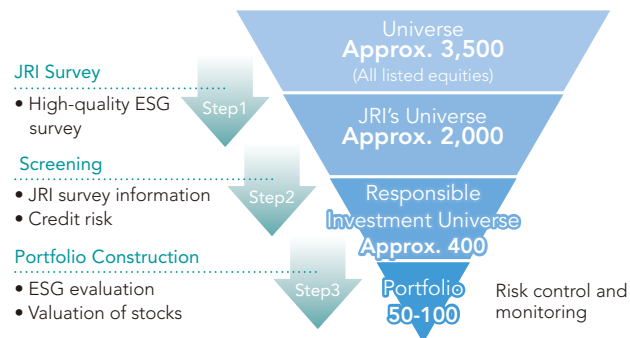 Universe
Approx. 3,500
(All listed equities)
JRI Survey
• High-quality ESG
survey
Step1
JRI's Universe
Approx. 2,000
Screening
• JRI survey information
• Credit risk
Step2
Responsible
Investment Universe
Approx. 400
Portfolio Construction
• ESG evaluation
• Valuation of stocks
Step3
Portfolio
50-100
Risk control and
monitoring